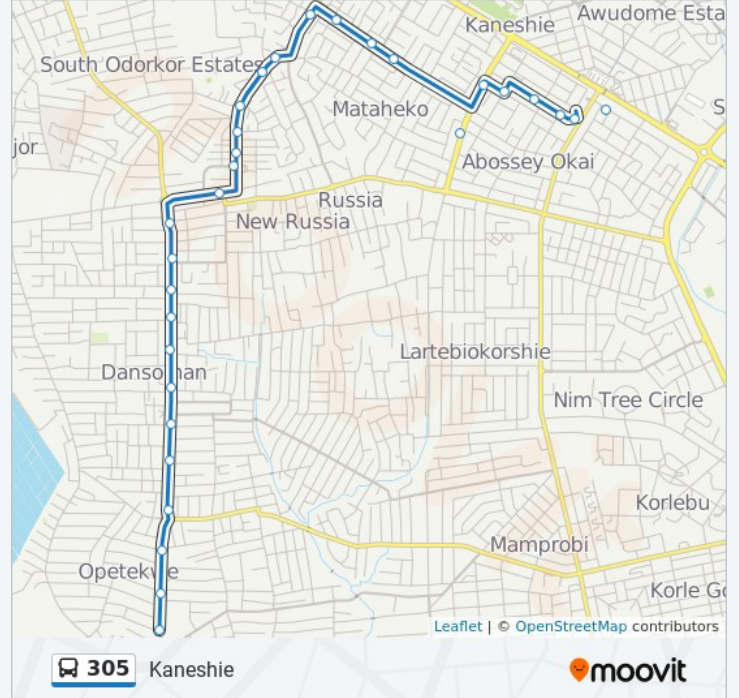 Awudome Esta
Kaneshie
South Odorkor Estates
Mataheko
S
jor
Abossey Okai
Russia
New Russia
Lartebiokorshie
Dansoman
Nim Tree Circle
Korlebu
Mamprobi
Opetekwe
Korle Go
Leaflet | © OpenStreetMap contributors
305 Kaneshie
moovit